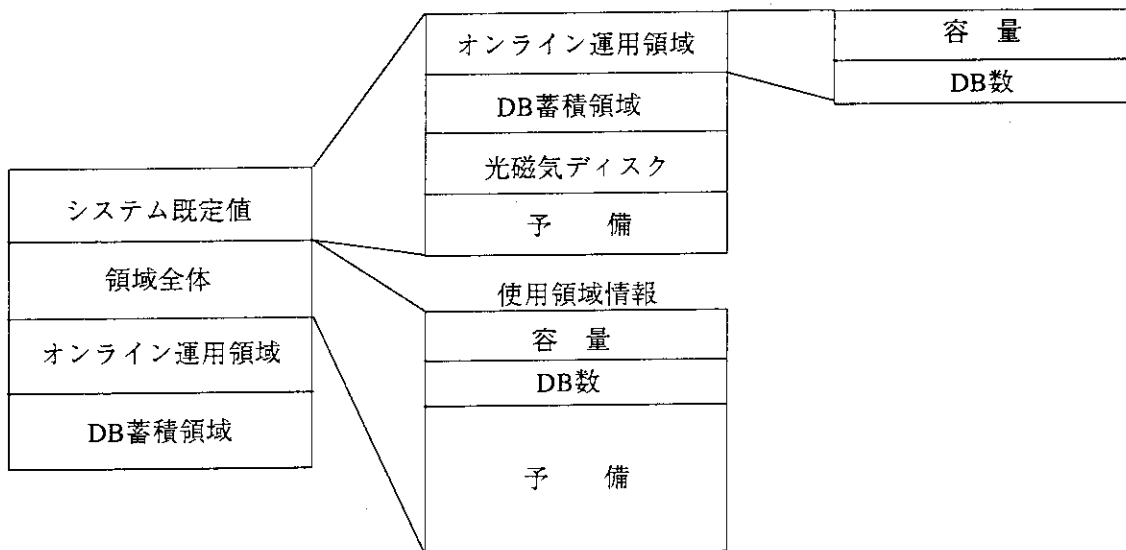 システム既定値
領域全体
オンライン運用領域
DB蓄積領域
オンライン運用領域
DB蓄積領域
光磁気ディスク
予 備
使用領域情報
容 量
DB数
予 備
容 量
DB数